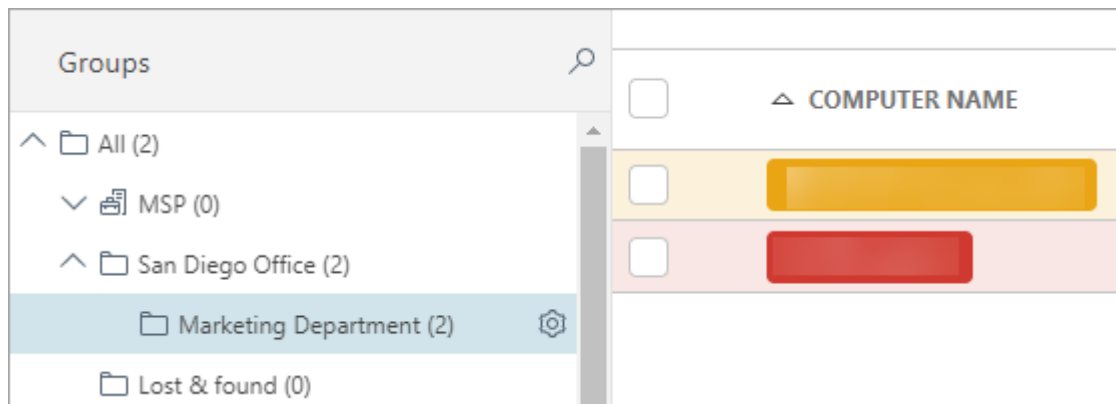 Groups
COMPUTER NAME
All (2)
MSP (0)
San Diego Office (2)
Marketing Department (2)
Lost & found (0)